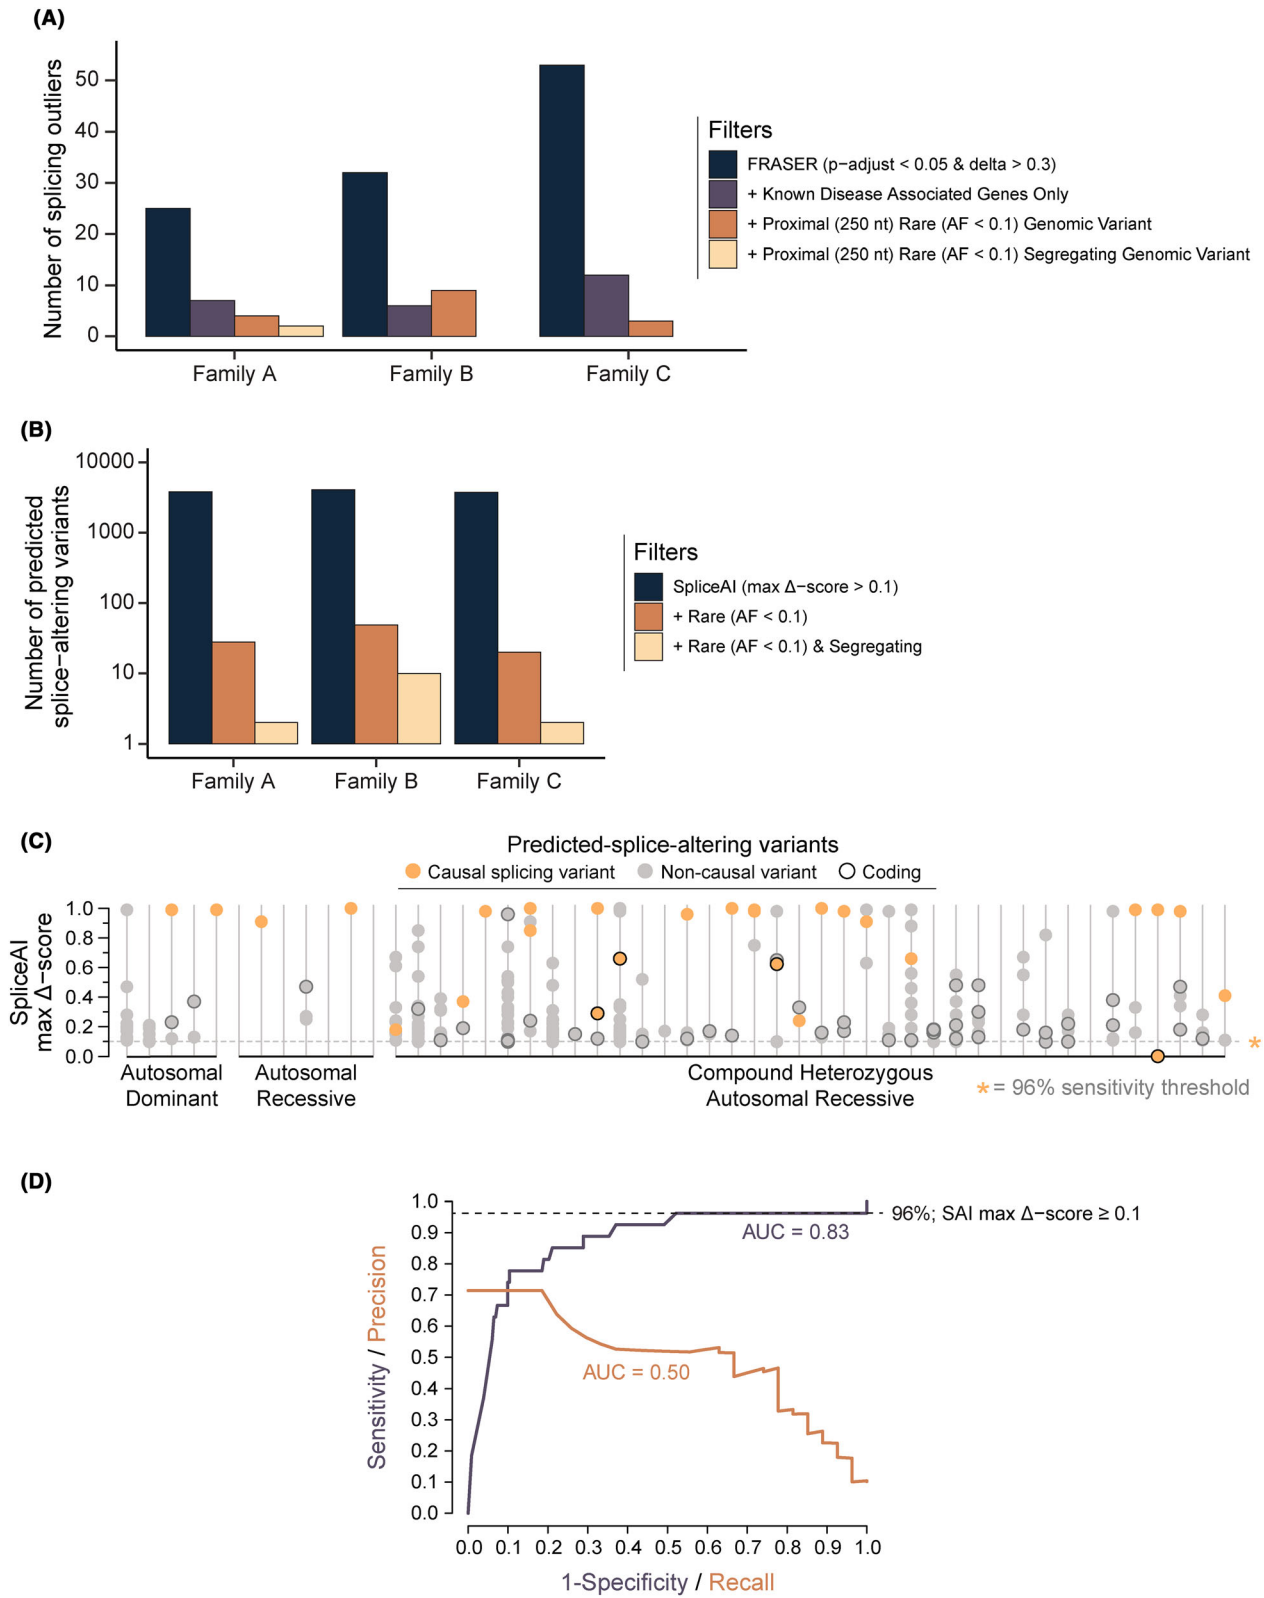 (A)
Number of splicing outliers
50
40
30
20
10
0
Family A
Family B
Family C
Filters
FRASER (p−adjust < 0.05 & delta > 0.3)
+ Known Disease Associated Genes Only
+ Proximal (250 nt) Rare (AF < 0.1) Genomic Variant
+ Proximal (250 nt) Rare (AF < 0.1) Segregating Genomic Variant
(B)
Number of predicted
splice−altering variants
10000
1000
100
10
1
Family A
Family B
Family C
Filters
SpliceAI (max Δ−score > 0.1)
+ Rare (AF < 0.1)
+ Rare (AF < 0.1) & Segregating
(C)
Predicted-splice-altering variants
Causal splicing variant
Non-causal variant
Coding
SpliceAI
max Δ−score
1.0
0.8
0.6
0.4
0.2
0.0
*
Autosomal
Dominant
Autosomal
Recessive
Compound Heterozygous
Autosomal Recessive
* = 96% sensitivity threshold
(D)
Sensitivity / Precision
1.0
0.9
0.8
0.7
0.6
0.5
0.4
0.3
0.2
0.1
0.0
96%; SAI max Δ−score ≥ 0.1
AUC = 0.83
AUC = 0.50
0.0 0.1 0.2 0.3 0.4 0.5 0.6 0.7 0.8 0.9 1.0
1-Specificity / Recall